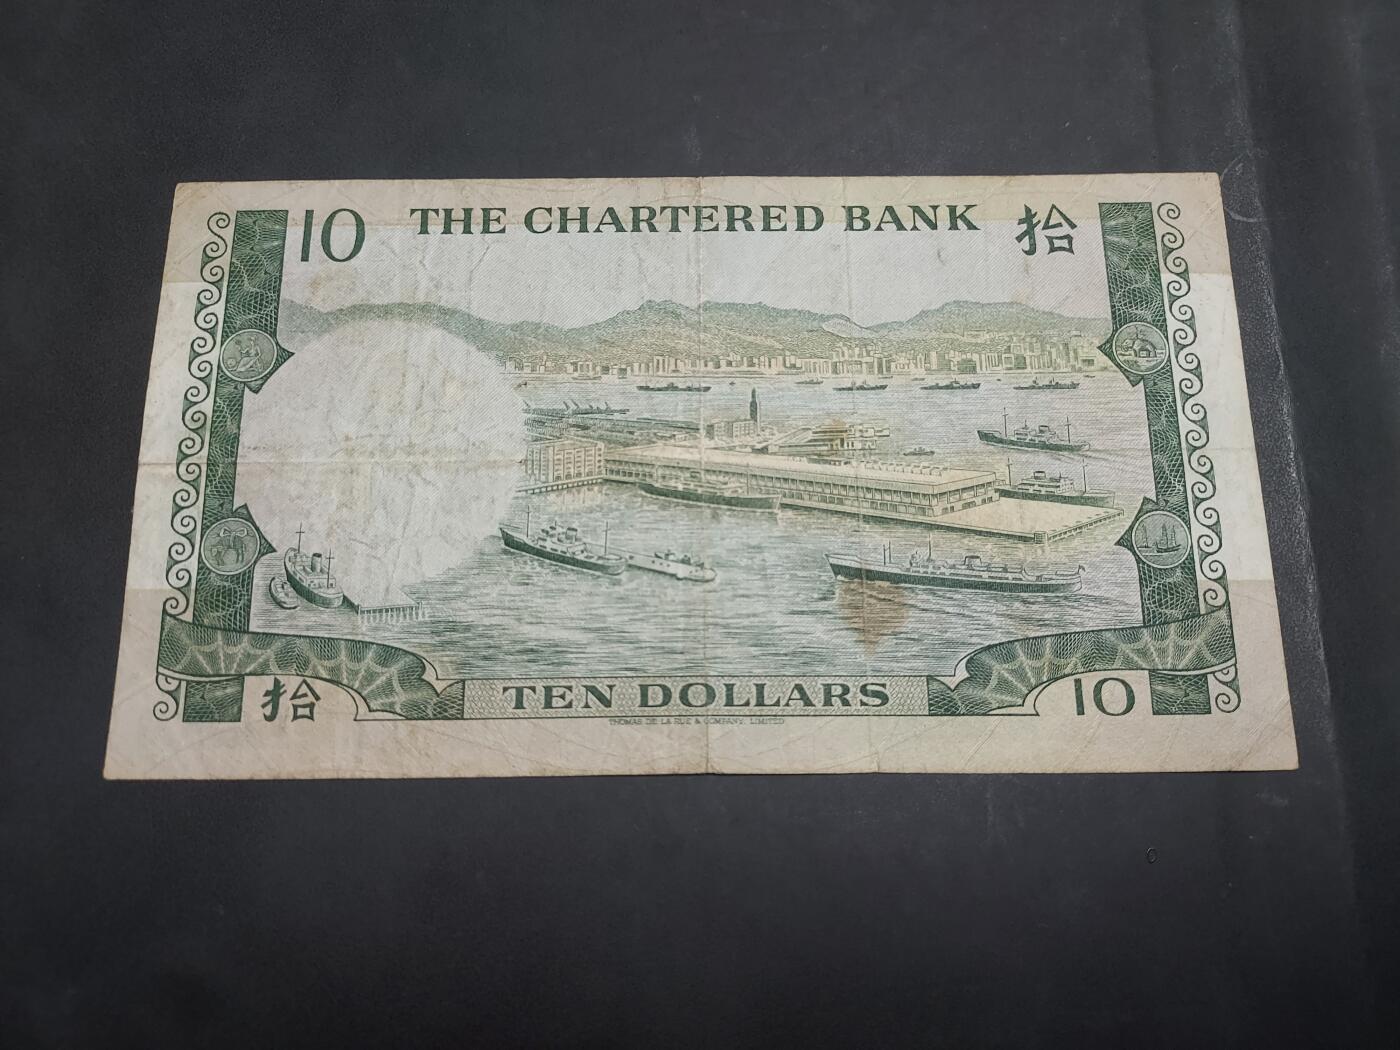 10 THE CHARTERED BANK 拾
拾 TEN DOLLARS 10
THOMAS DE LA RUE & COMPANY, LIMITED